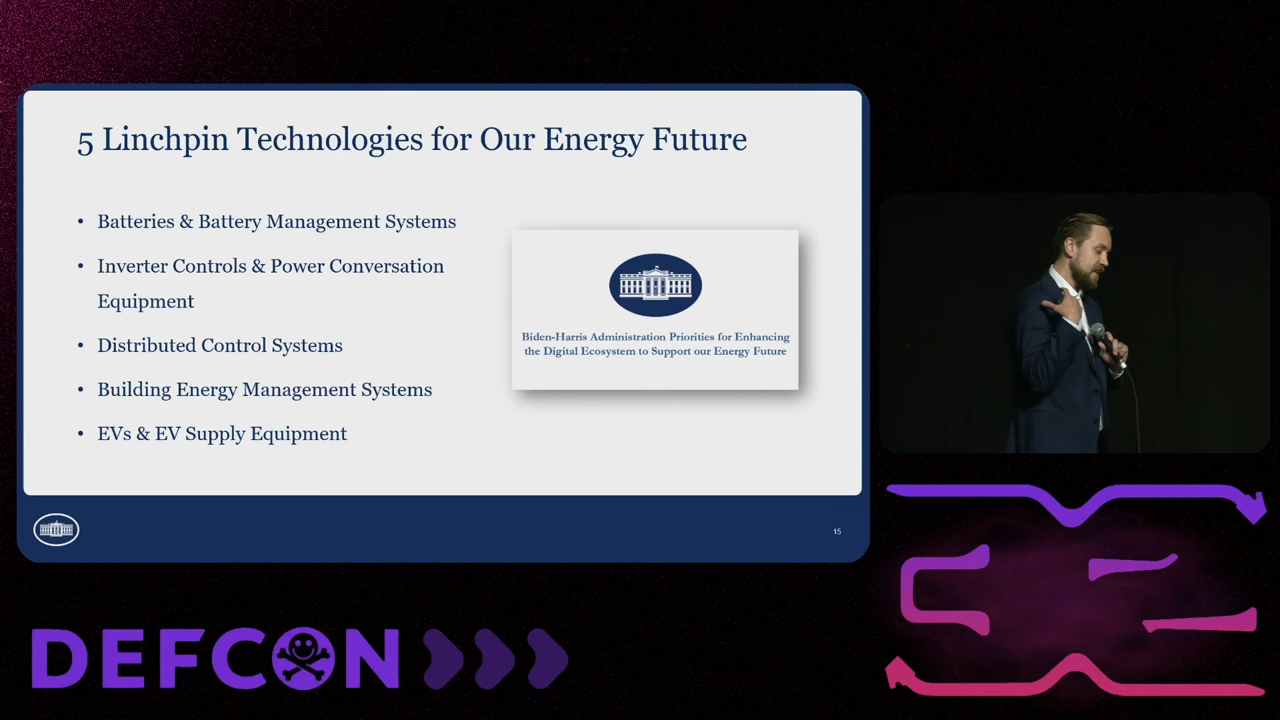 5 Linchpin Technologies for Our Energy Future
• Batteries & Battery Management Systems
• Inverter Controls & Power Conversation
Equipment
• Distributed Control Systems
• Building Energy Management Systems
• EVs & EV Supply Equipment
Biden-Harris Administration Priorities for Enhancing
the Digital Ecosystem to Support our Energy Future
15
DEFCON